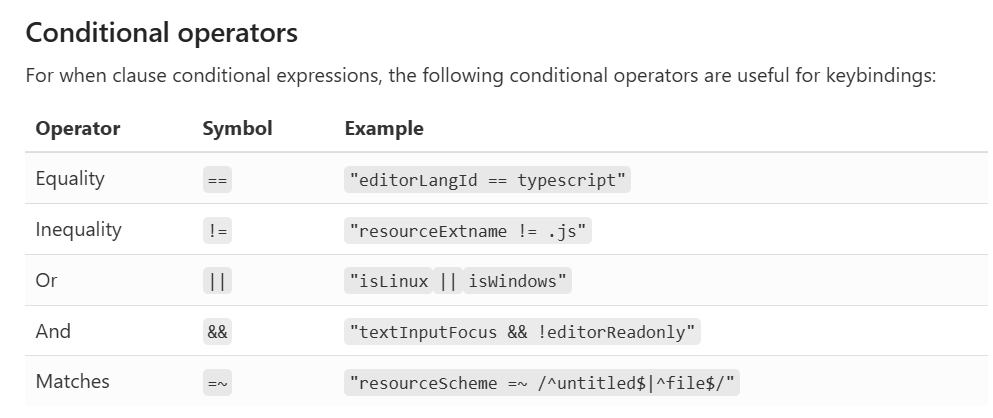 Conditional operators
For when clause conditional expressions, the following conditional operators are useful for keybindings:
Operator Symbol Example
Equality == "editorLangId == typescript"
Inequality != "resourceExtname != .js"
Or || "isLinux || isWindows"
And && "textInputFocus && !editorReadonly"
Matches =~ "resourceScheme =~ /^untitled$|^file$/"